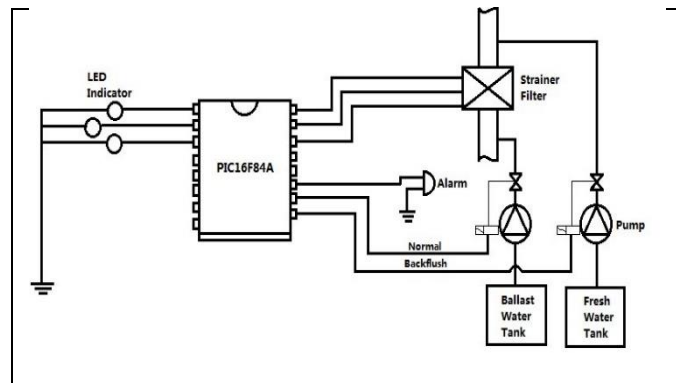 LED
Indicator
Strainer
Filter
PIC16F84A
Alarm
Normal
Pump
Backflush
Ballast
Water
Tank
Fresh
Water
Tank